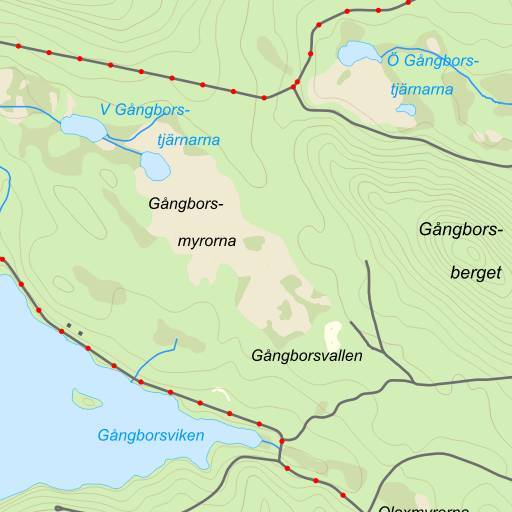 Ö Gångbors-
tjärnarna
V Gångbors-
tjärnarna
Gångbors-
myrorna
Gångbors-
berget
Gångborsvallen
Gångborsviken